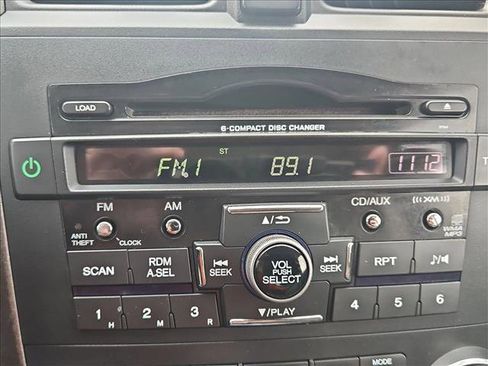 LOAD
6-COMPACT DISC CHANGER
ST
FM1 89.1 11:12
FM AM CD/AUX XM
ANTI THEFT CLOCK WMA MP3
SCAN RDM A.SEL SEEK VOL PUSH SELECT SEEK RPT
1 H 2 M 3 R ▼/PLAY 4 5 6
MODE